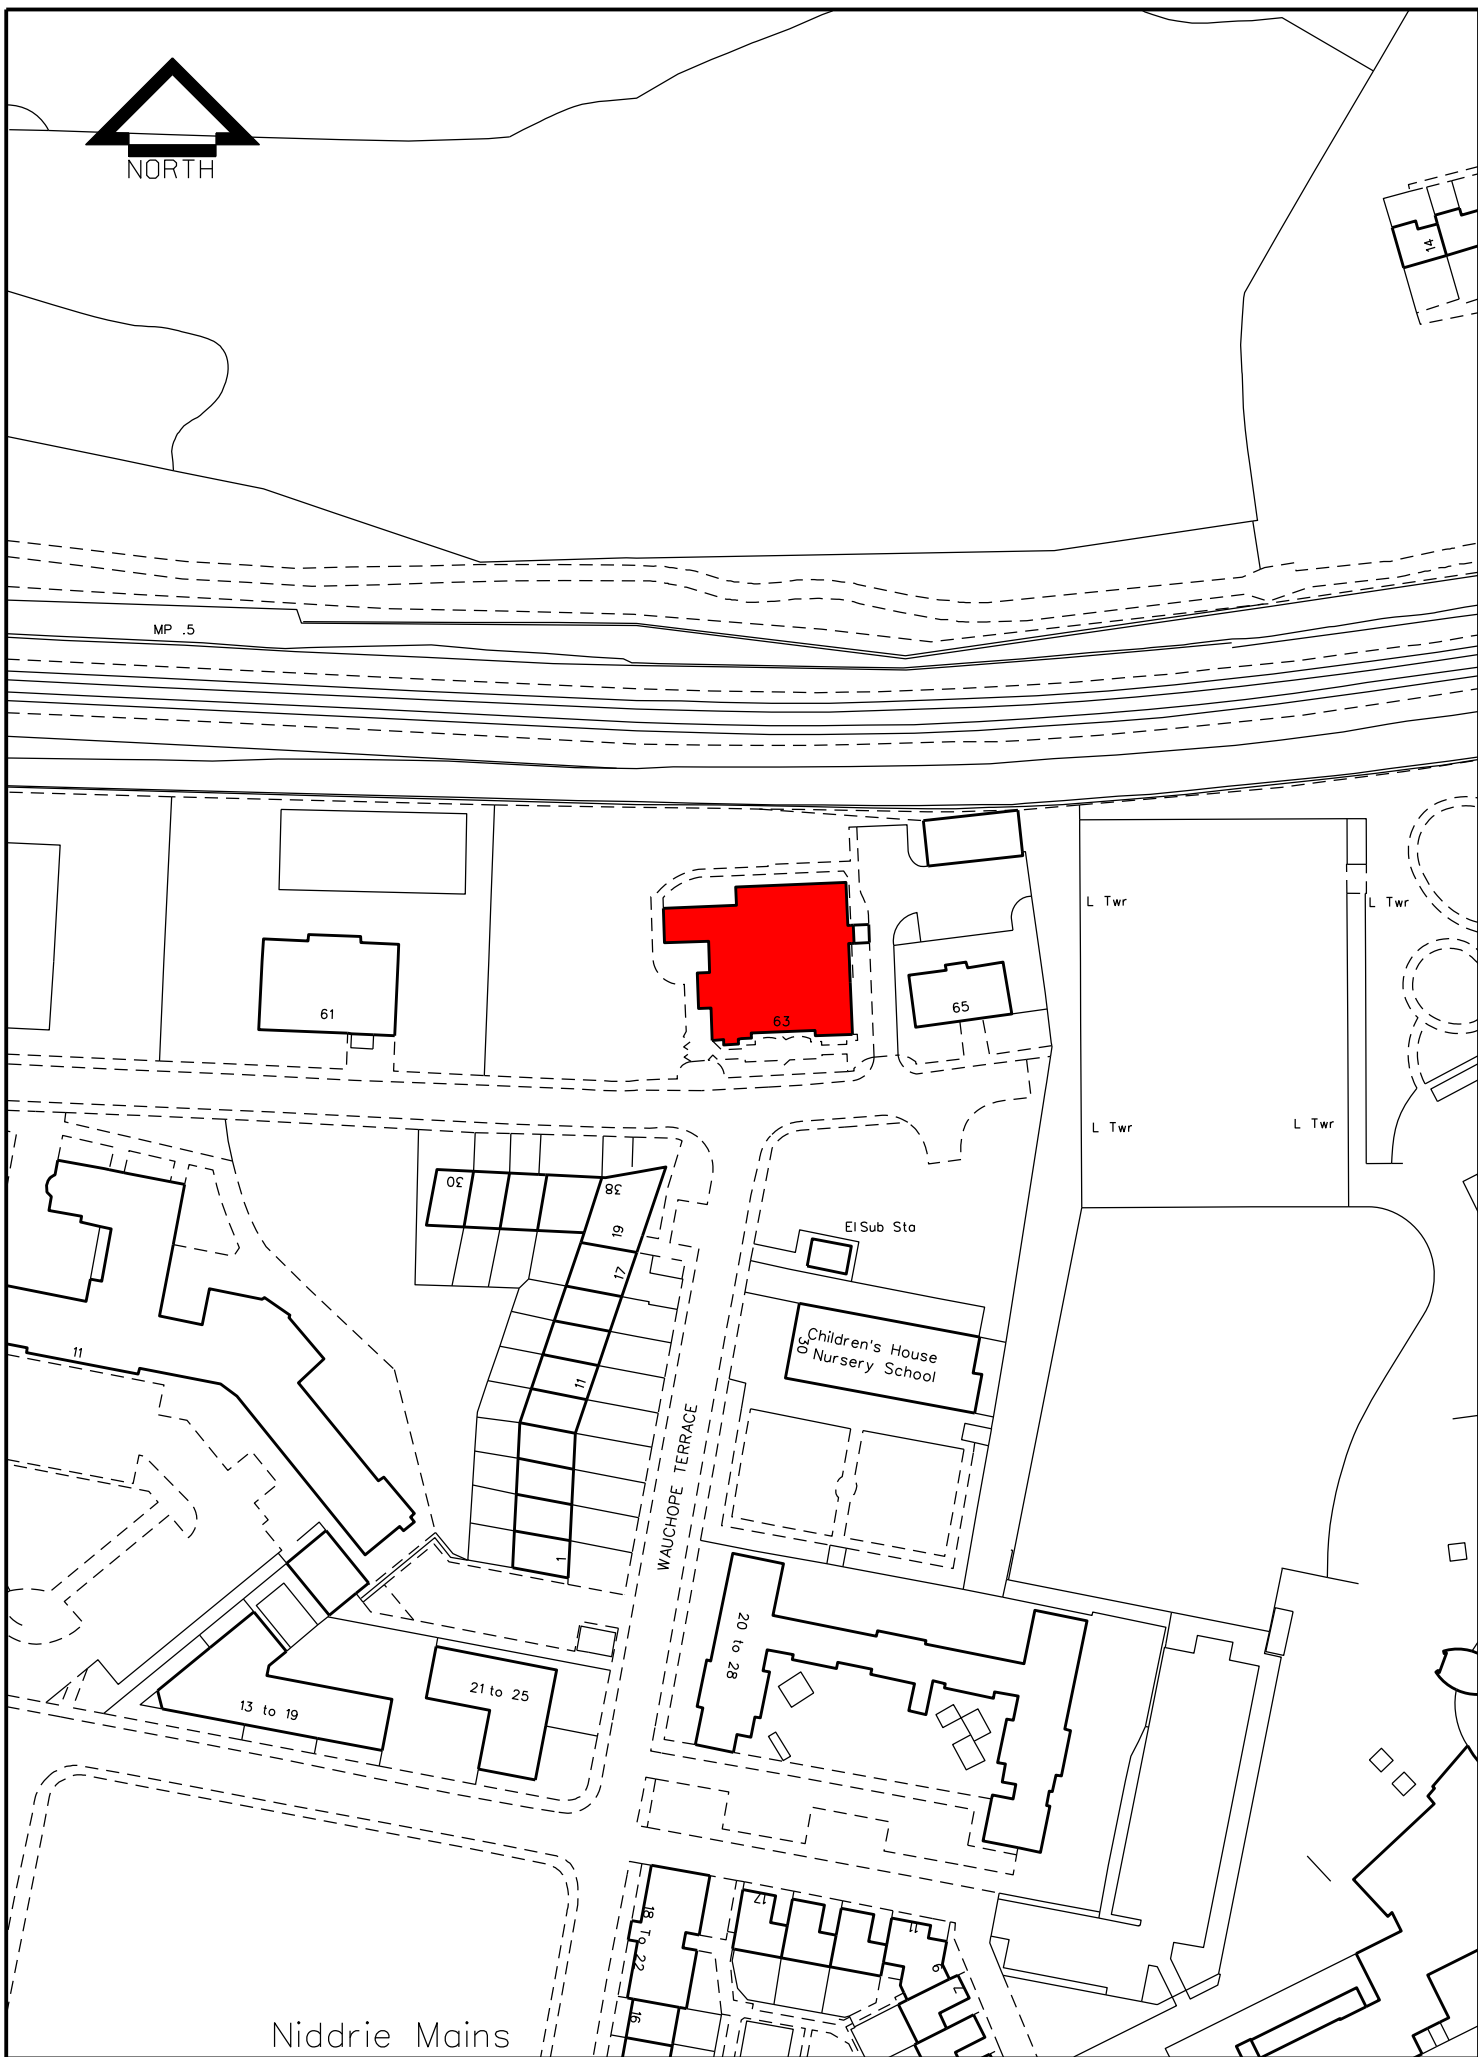 NORTH
14
MP .5
L Twr
L Twr
61
63
65
L Twr
L Twr
30
38
19
El Sub Sta
17
Children's House
Nursery School
30
11
11
WAUCHOPE TERRACE
1
20 to 28
21 to 25
13 to 19
17
18 To 22
11
9
7
16
Niddrie Mains